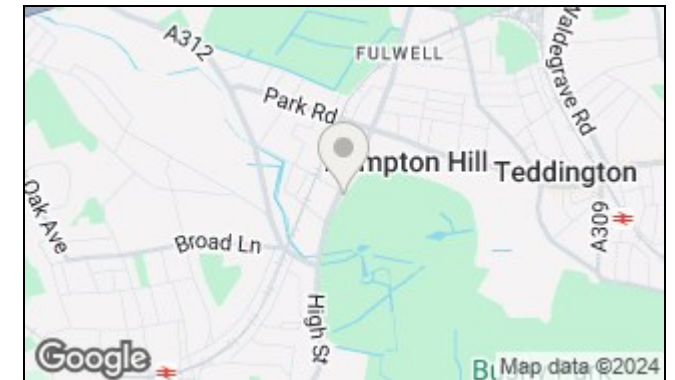 A312
FULWELL
Waldegrave Rd
Park Rd
mpton Hill
Teddington
Oak Ave
Broad Ln
A309
High St
Google
Map data ©2024